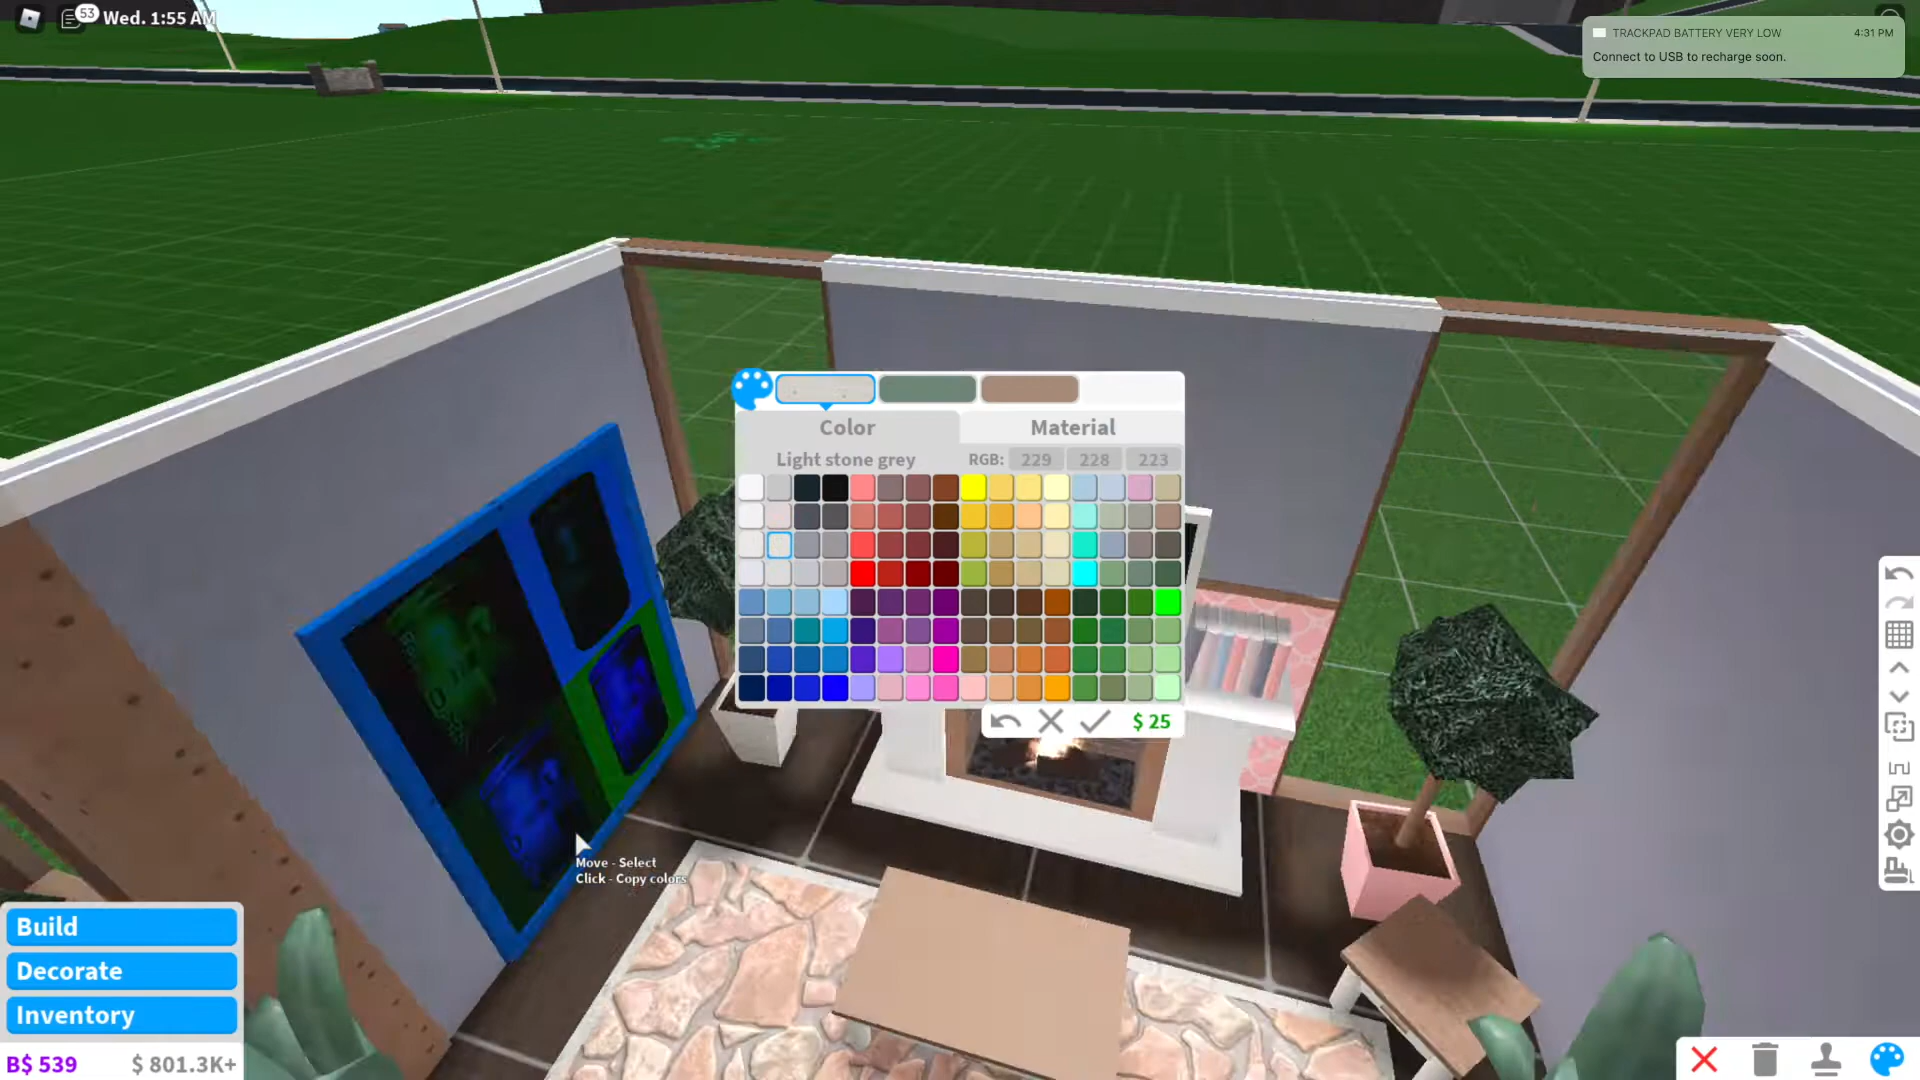 53
Wed. 1:55 AM
TRACKPAD BATTERY VERY LOW
4:31 PM
Connect to USB to recharge soon.
Color
Material
Light stone grey
RGB: 229 228 223
$ 25
Move - Select
Click - Copy colors
Build
Decorate
Inventory
B$ 539
$ 801.3K+